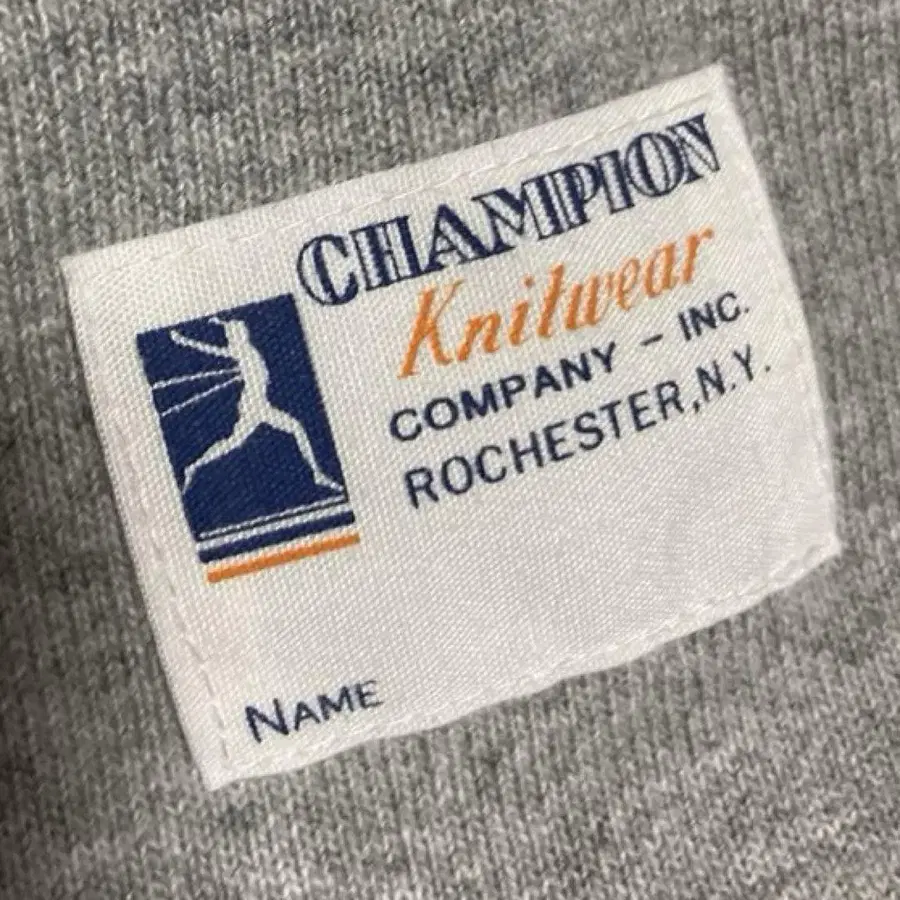 CHAMPION
Knitwear
COMPANY - INC.
ROCHESTER, N.Y.
NAME